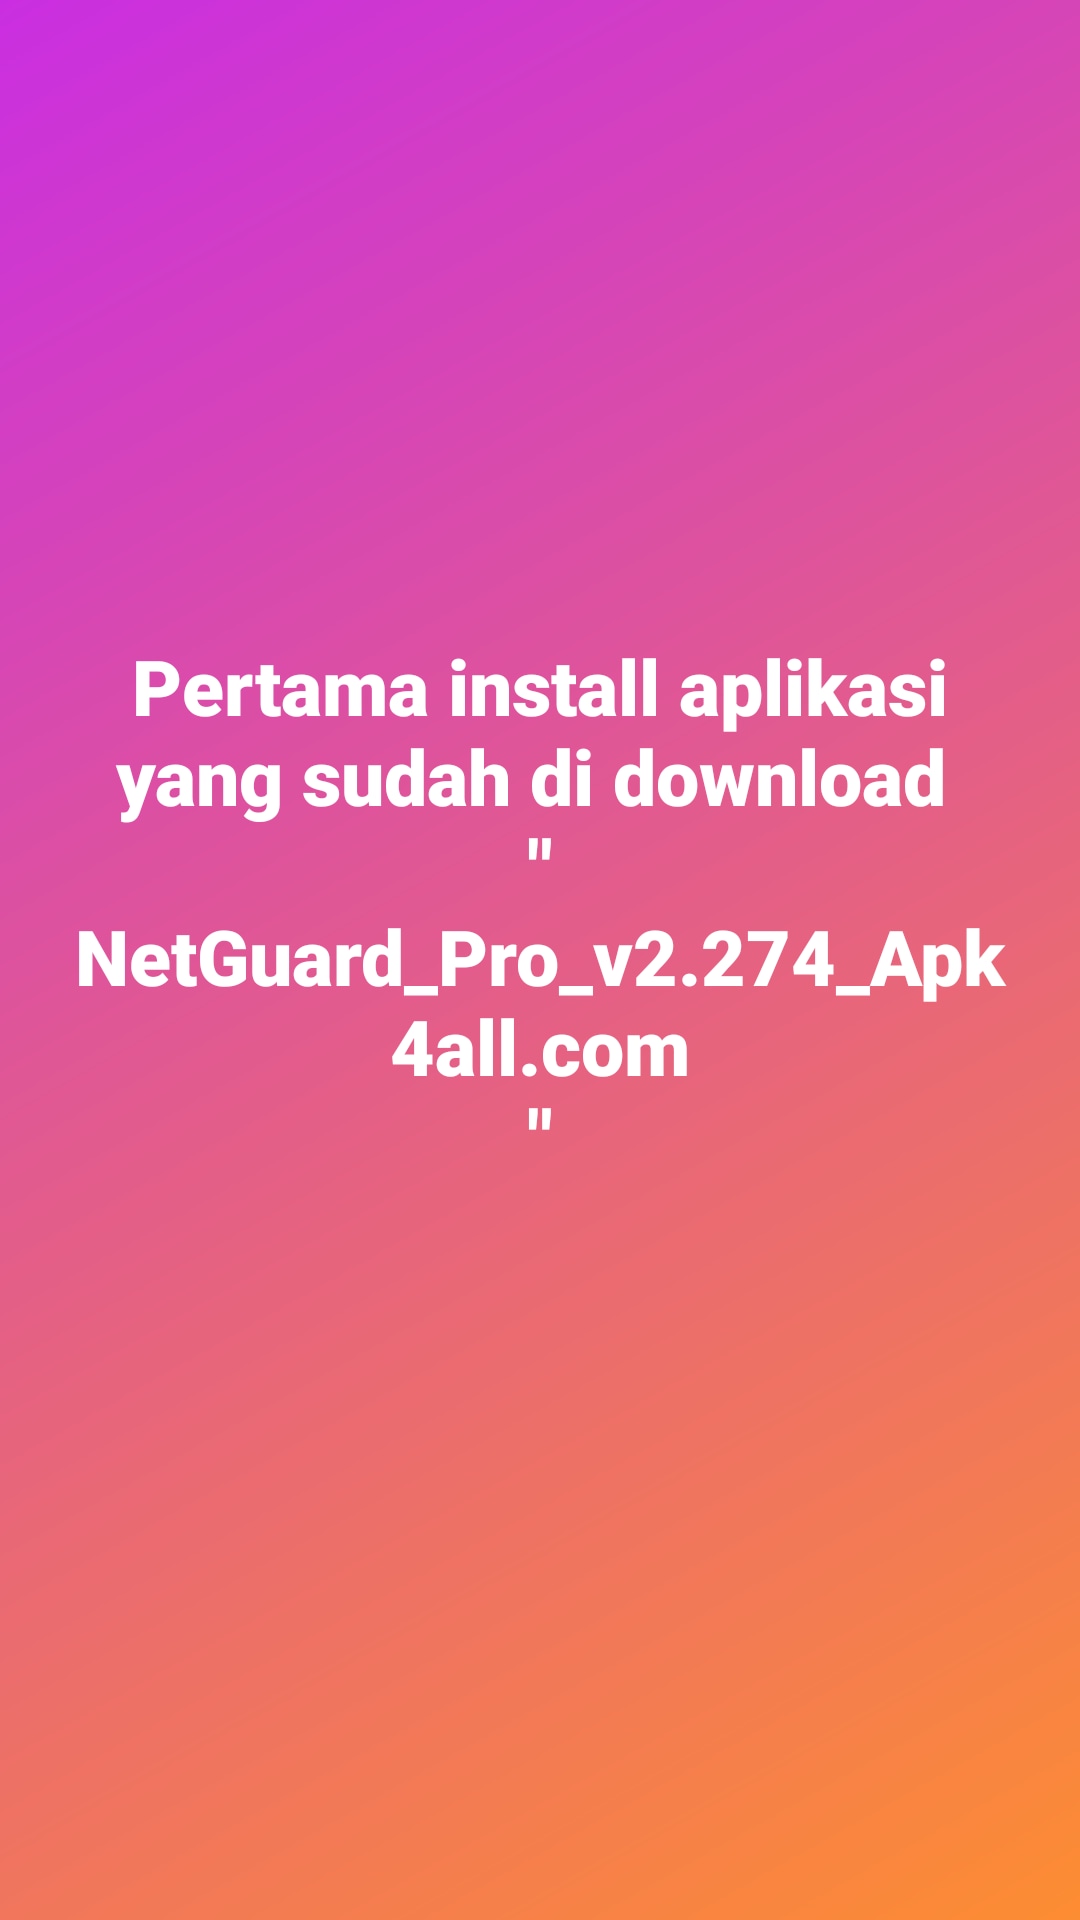 Pertama install aplikasi
yang sudah di download
"
NetGuard_Pro_v2.274_Apk
4all.com
"